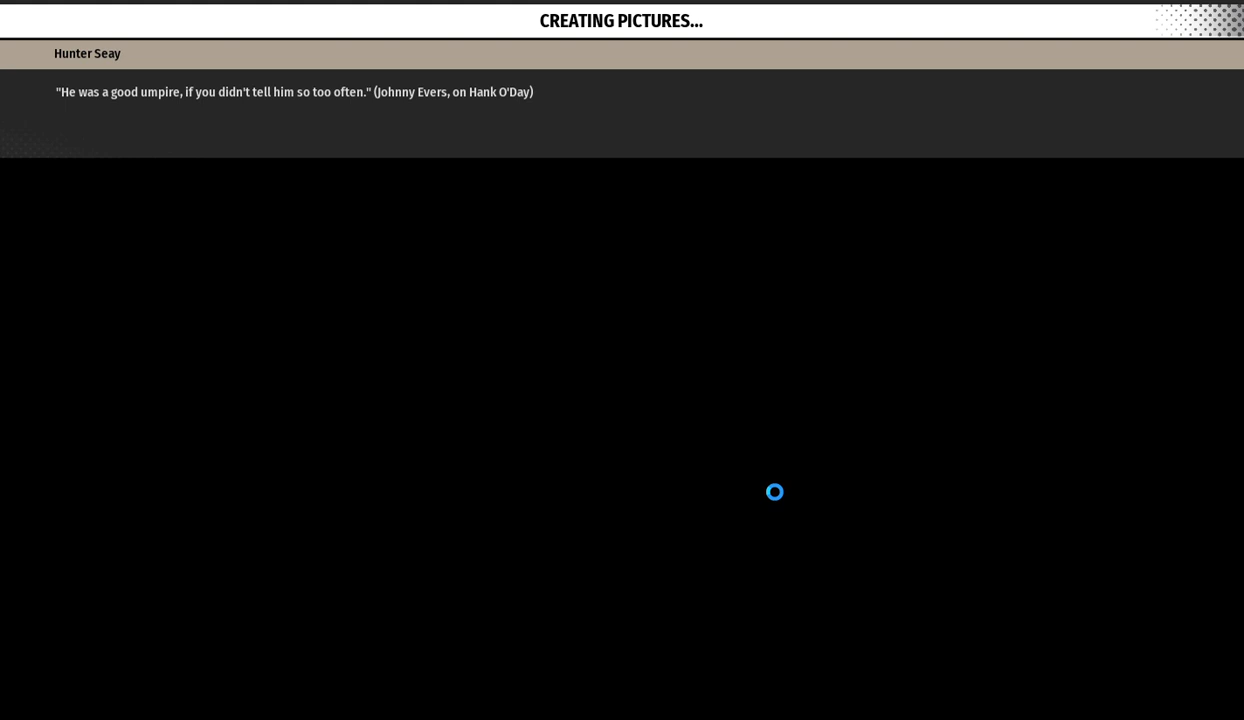 CREATING PICTURES...
Hunter Seay
"He was a good umpire, if you didn't tell him so too often." (Johnny Evers, on Hank O'Day)